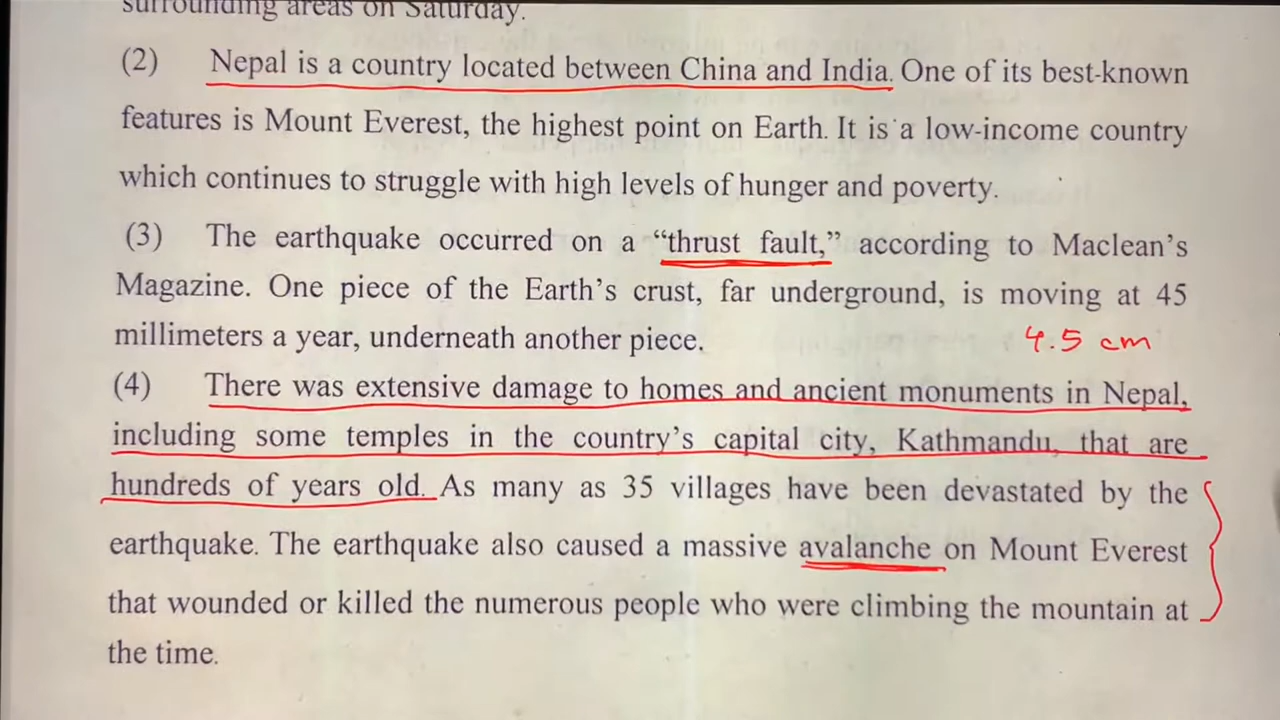 surrounding areas on Saturday.
(2) Nepal is a country located between China and India. One of its best-known
features is Mount Everest, the highest point on Earth. It is a low-income country
which continues to struggle with high levels of hunger and poverty.
(3) The earthquake occurred on a “thrust fault,” according to Maclean’s
Magazine. One piece of the Earth’s crust, far underground, is moving at 45
millimeters a year, underneath another piece.
4.5 cm
(4) There was extensive damage to homes and ancient monuments in Nepal,
including some temples in the country’s capital city, Kathmandu, that are
hundreds of years old. As many as 35 villages have been devastated by the
earthquake. The earthquake also caused a massive avalanche on Mount Everest
that wounded or killed the numerous people who were climbing the mountain at
the time.